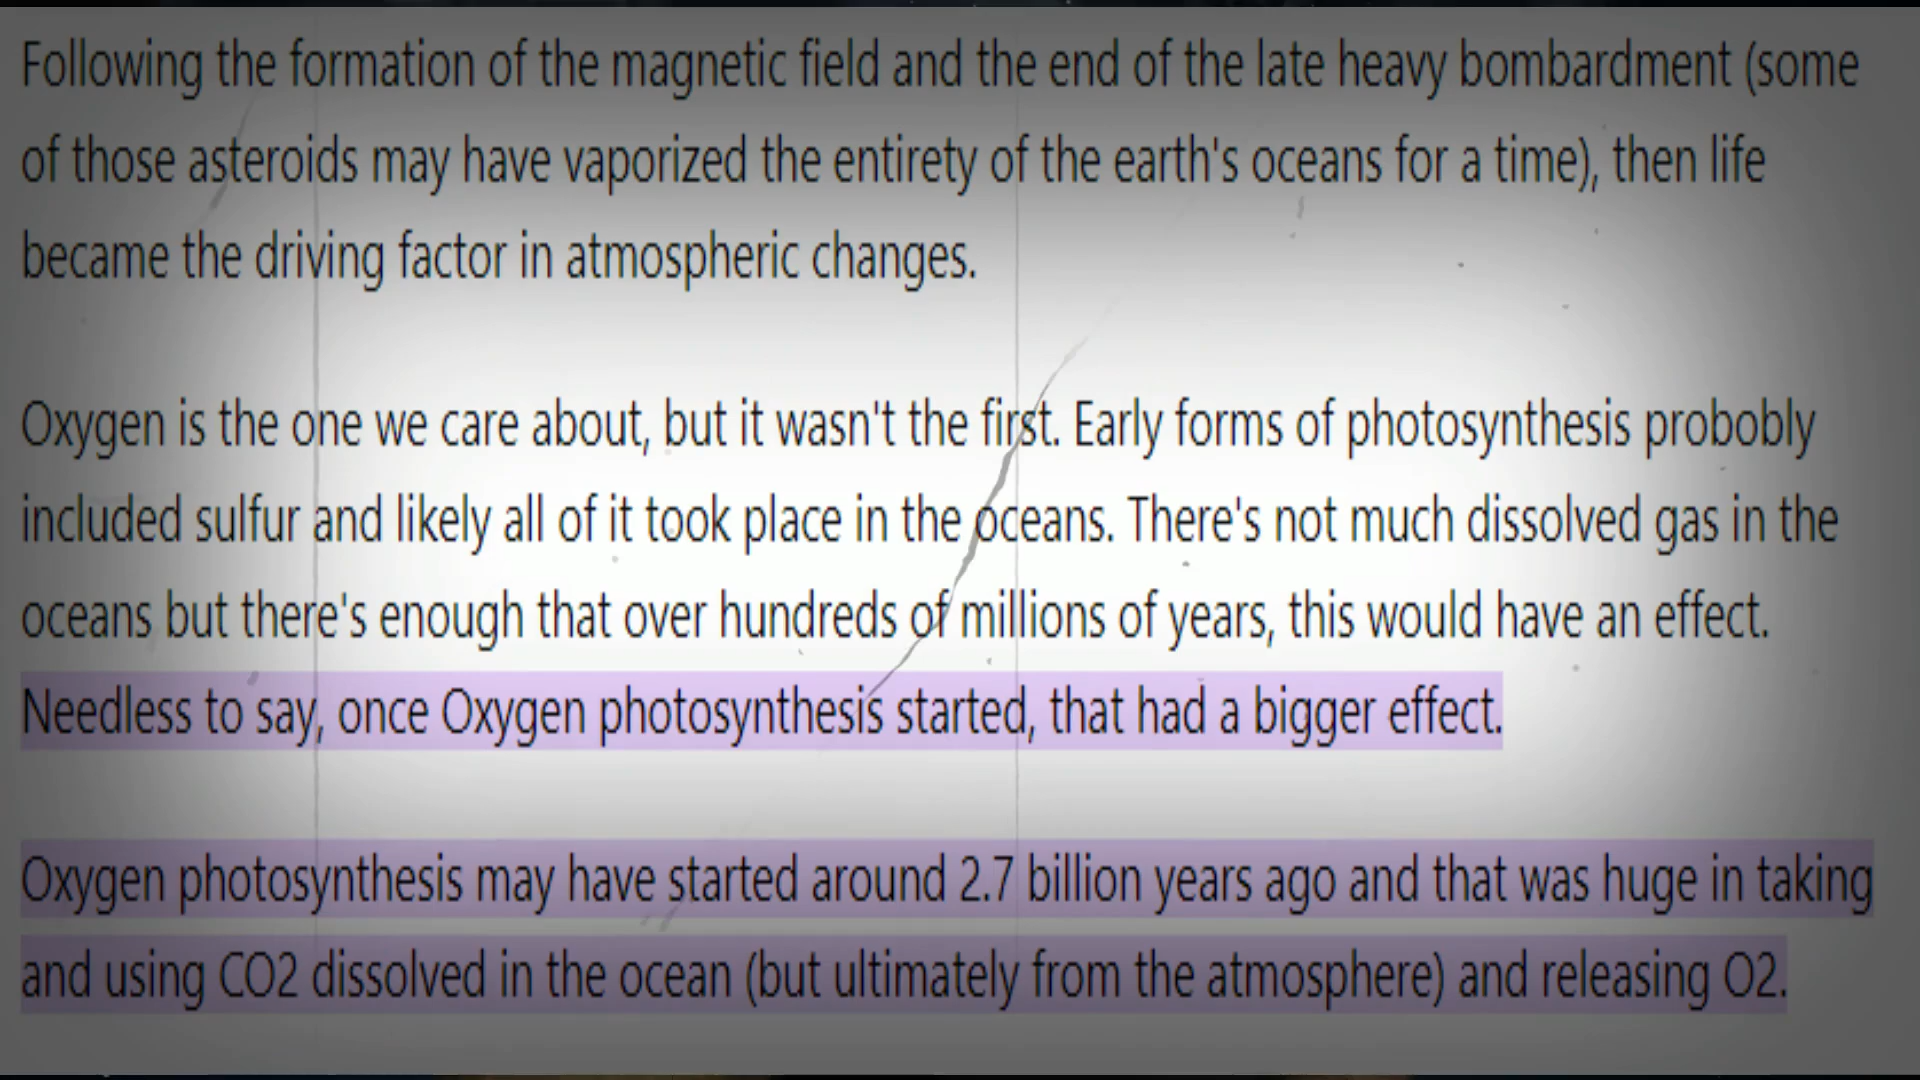 Following the formation of the magnetic field and the end of the late heavy bombardment (some
of those asteroids may have vaporized the entirety of the earth's oceans for a time), then life
became the driving factor in atmospheric changes.
Oxygen is the one we care about, but it wasn't the first. Early forms of photosynthesis probobly
included sulfur and likely all of it took place in the oceans. There's not much dissolved gas in the
oceans but there's enough that over hundreds of millions of years, this would have an effect.
Needless to say, once Oxygen photosynthesis started, that had a bigger effect.
Oxygen photosynthesis may have started around 2.7 billion years ago and that was huge in taking
and using CO2 dissolved in the ocean (but ultimately from the atmosphere) and releasing O2.